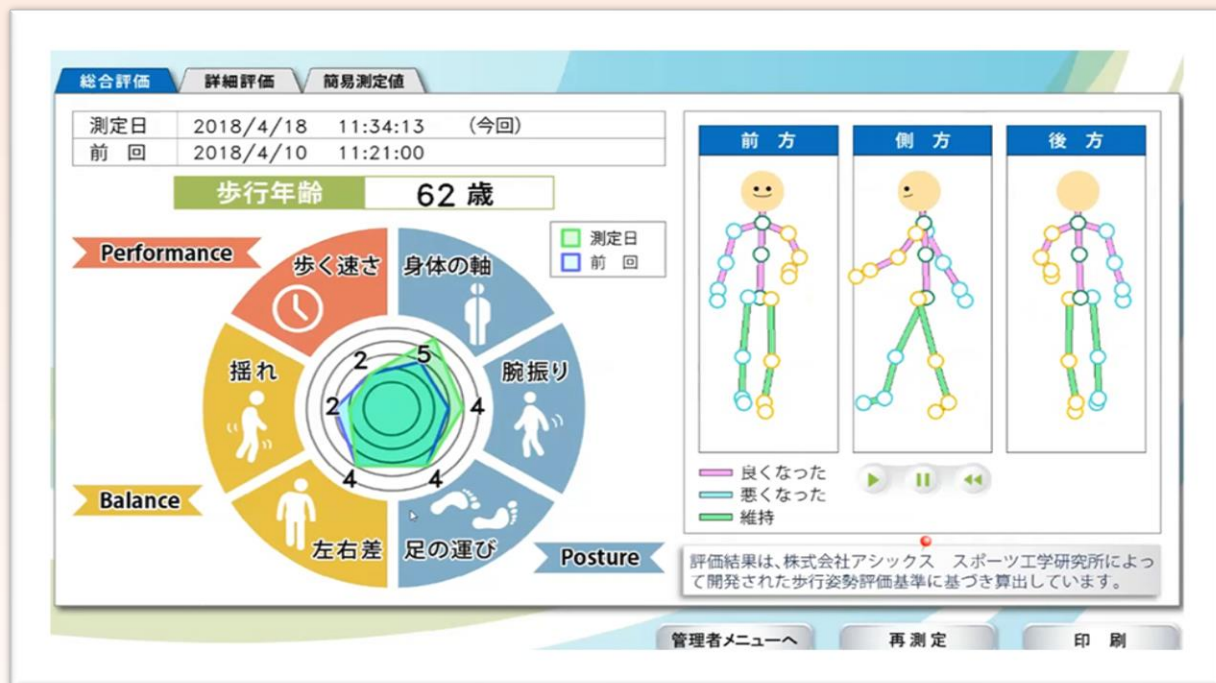 総合評価
詳細評価
簡易測定値
測定日 2018/4/18 11:34:13 (今回)
前 回 2018/4/10 11:21:00
歩行年齢 62 歳
測定日
前 回
Performance
歩く速さ
身体の軸
揺れ
腕振り
2
5
2
4
4
4
Balance
左右差
足の運び
Posture
前 方
側 方
後 方
良くなった
悪くなった
維持
評価結果は、株式会社アシックス スポーツ工学研究所によっ
て開発された歩行姿勢評価基準に基づき算出しています。
管理者メニューへ
再 測 定
印 刷